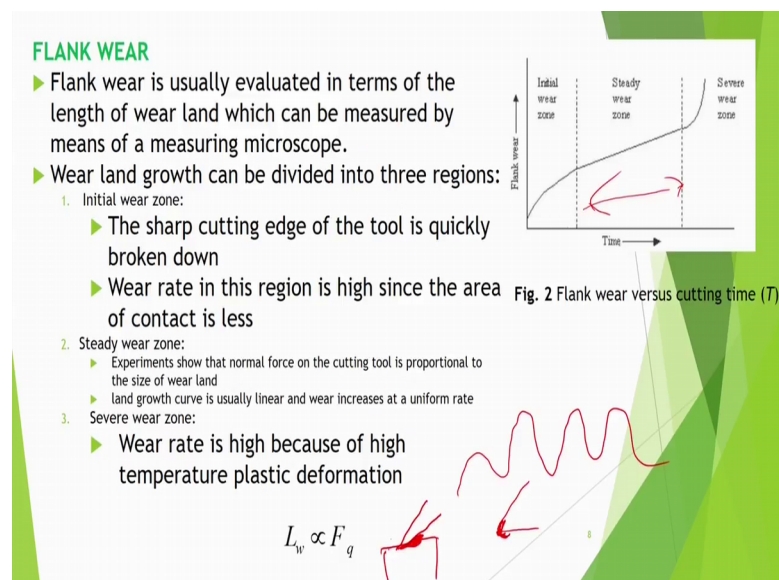 FLANK WEAR
Flank wear is usually evaluated in terms of the
length of wear land which can be measured by
means of a measuring microscope.
Wear land growth can be divided into three regions:
1. Initial wear zone:
The sharp cutting edge of the tool is quickly
broken down
Wear rate in this region is high since the area
of contact is less
2. Steady wear zone:
Experiments show that normal force on the cutting tool is proportional to
the size of wear land
land growth curve is usually linear and wear increases at a uniform rate
3. Severe wear zone:
Wear rate is high because of high
temperature plastic deformation
L_w ∝ F_q
Initial wear zone
Steady wear zone
Severe wear zone
Flank wear
Time
Fig. 2 Flank wear versus cutting time (T)
8